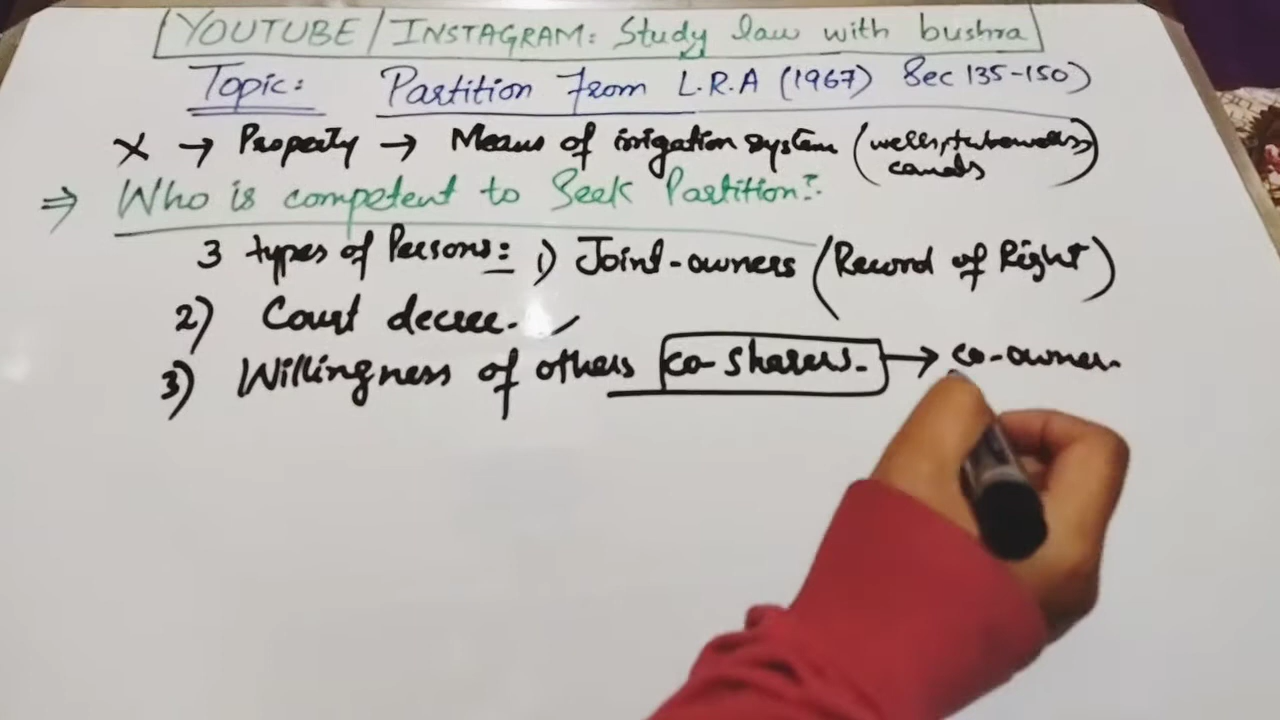 YOUTUBE / INSTAGRAM: Study law with bushra
Topic: Partition From L.R.A (1967) Sec 135-150)
X → Property → Means of irrigation system (wells, tubewells, canals)
⇒ Who is competent to Seek Partition?
3 types of Persons: 1) Joint-owners (Record of Right)
2) Court decree.
3) Willingness of others co-sharers. → co-owner.